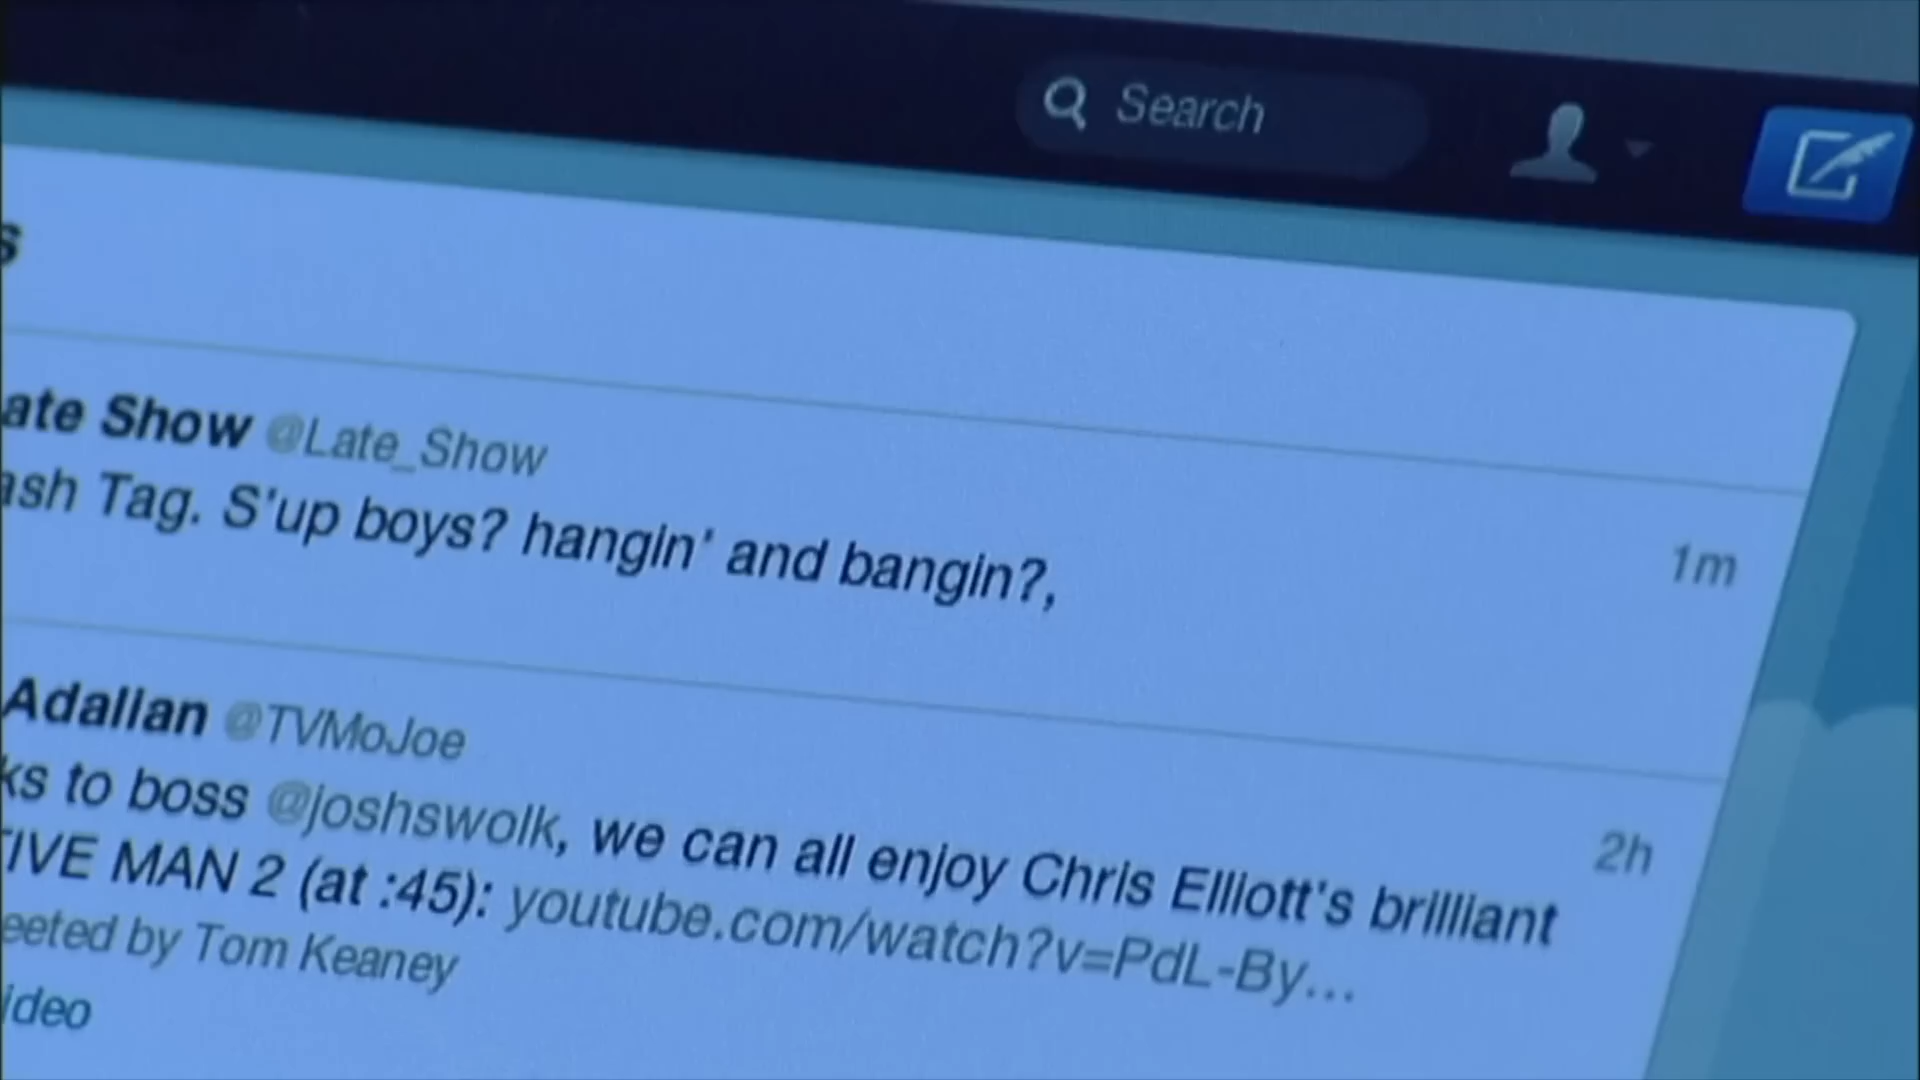 Search
s
ate Show @Late_Show
ash Tag. S'up boys? hangin' and bangin?,
1m
Adalian @TVMoJoe
ks to boss @joshswolk, we can all enjoy Chris Elliott's brilliant
2h
TIVE MAN 2 (at :45): youtube.com/watch?v=PdL-By...
eeted by Tom Keaney
ideo